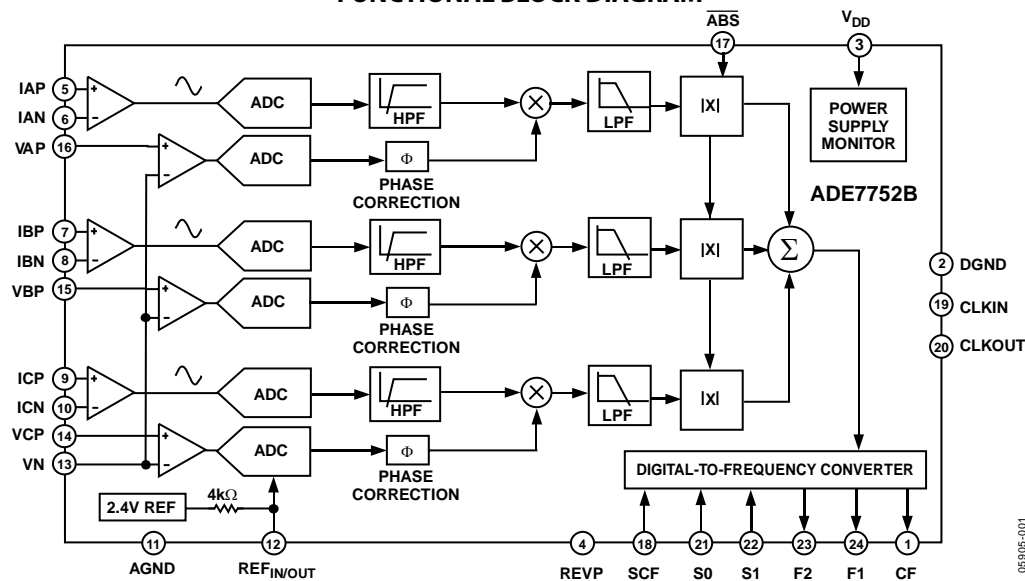 FUNCTIONAL BLOCK DIAGRAM
ABS
VDD
17
3
IAP 5 + ADC HPF × LPF |X|
IAN 6 −
POWER
SUPPLY
MONITOR
VAP 16 + − ADC Φ
PHASE
CORRECTION
ADE7752B
IBP 7 + ADC HPF × LPF |X| Σ
IBN 8 −
2 DGND
VBP 15 + − ADC Φ
19 CLKIN
PHASE
CORRECTION
20 CLKOUT
ICP 9 + ADC HPF × LPF |X|
ICN 10 −
VCP 14 + − ADC Φ
VN 13
PHASE
CORRECTION
DIGITAL-TO-FREQUENCY CONVERTER
2.4V REF 4kΩ
11 12 4 18 21 22 23 24 1
AGND REFIN/OUT REVP SCF S0 S1 F2 F1 CF
05905-001